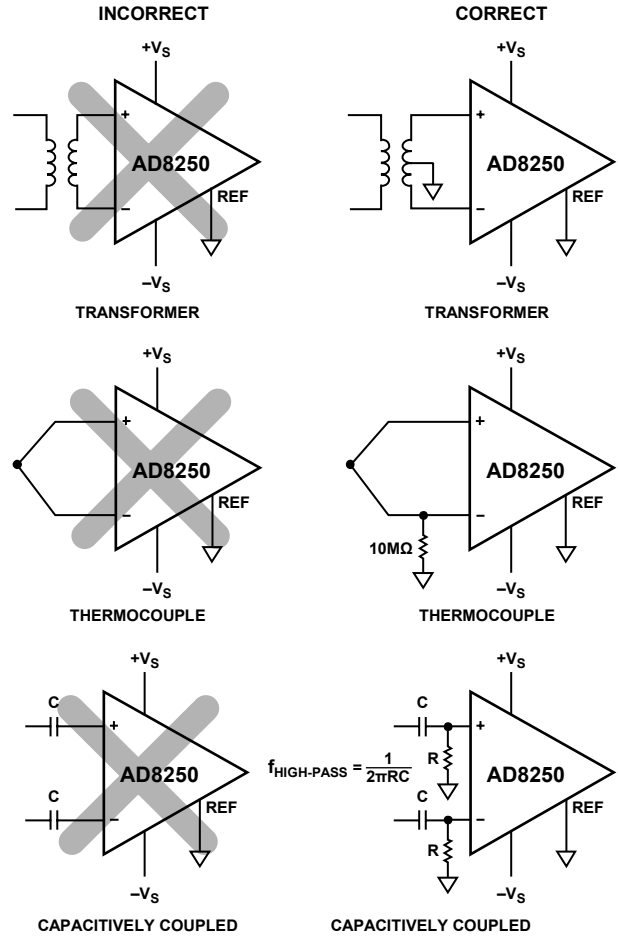 INCORRECT
CORRECT
+VS
+
AD8250
−
REF
−VS
TRANSFORMER
+VS
+
AD8250
−
REF
−VS
TRANSFORMER
+VS
+
AD8250
−
REF
−VS
THERMOCOUPLE
+VS
+
AD8250
−
REF
10MΩ
−VS
THERMOCOUPLE
+VS
C
+
AD8250
C
−
REF
−VS
CAPACITIVELY COUPLED
fHIGH-PASS = 1/2πRC
+VS
C
+
R
AD8250
C
−
REF
R
−VS
CAPACITIVELY COUPLED